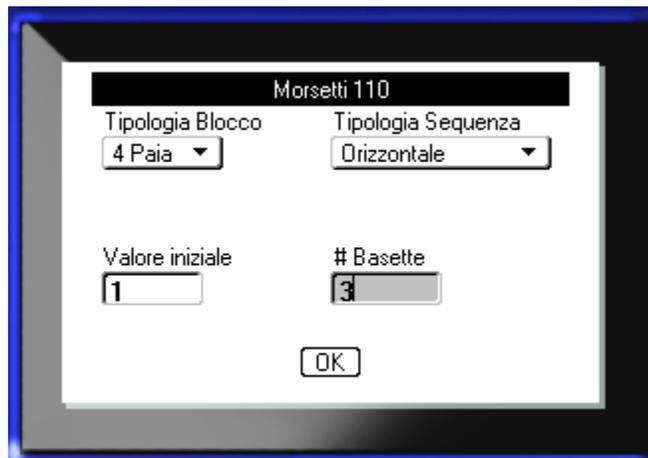 Morsetti 110
Tipologia Blocco Tipologia Sequenza
4 Paia Orizzontale
Valore iniziale # Basette
1 3
OK